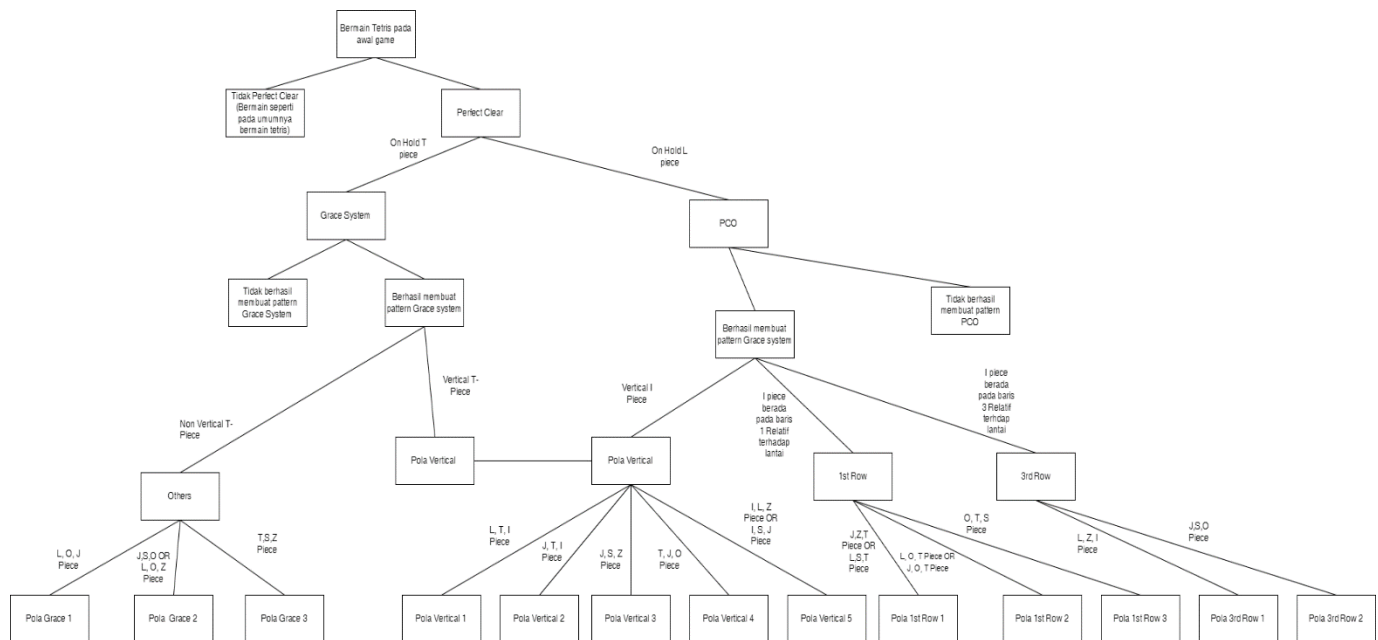 Bermain Tetris pada
awal game
Tidak Perfect Clear
(Bermain seperti
pada umumnya
bermain tetris)
Perfect Clear
On Hold T
piece
On Hold L
piece
Grace System
PCO
Tidak berhasil
membuat pattern
Grace System
Berhasil membuat
pattern Grace system
Tidak berhasil
membuat pattern
PCO
Berhasil membuat
pattern Grace system
Non Vertical T-
Piece
Vertical T-
Piece
Vertical I
Piece
I piece
berada
pada baris
1 Relatif
terhadap
lantai
I piece
berada
pada baris
3 Relatif
terhdap
lantai
Others
Pola Vertical
Pola Vertical
1st Row
3rd Row
L, O, J
Piece
J,S,O OR
L, O, Z
Piece
T,S,Z
Piece
L, T, I
Piece
J, T, I
Piece
J, S, Z
Piece
T, J, O
Piece
I, L, Z
Piece OR
I, S, J
Piece
J,Z,T
Piece OR
L,S,T
Piece
L, O, T Piece OR
J, O, T Piece
O, T, S
Piece
L, Z, I
Piece
J,S,O
Piece
Pola Grace 1
Pola Grace 2
Pola Grace 3
Pola Vertical 1
Pola Vertical 2
Pola Vertical 3
Pola Vertical 4
Pola Vertical 5
Pola 1st Row 1
Pola 1st Row 2
Pola 1st Row 3
Pola 3rd Row 1
Pola 3rd Row 2